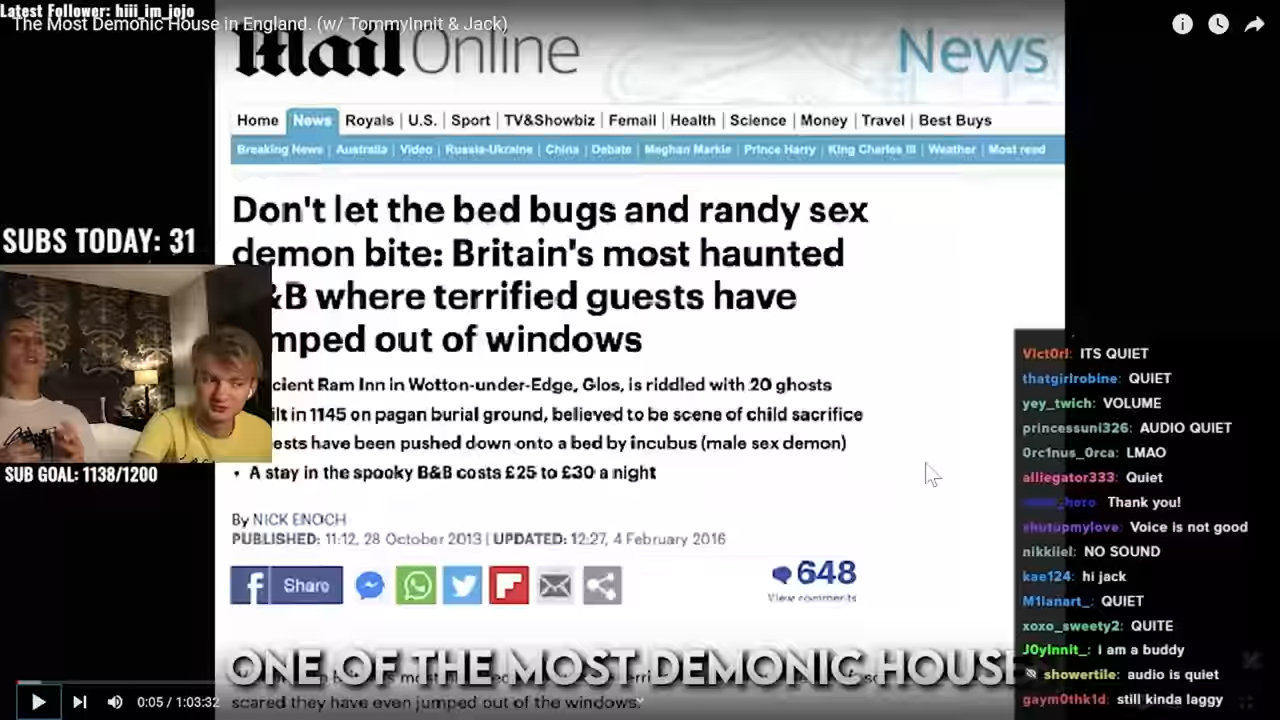 Latest Follower: hiii_im_jojo
The Most Demonic House in England. (w/ TommyInnit & Jack)
Mail Online
News
Home News Royals U.S. Sport TV&Showbiz Femail Health Science Money Travel Best Buys
Breaking News Australia Video Russia-Ukraine China Debate Meghan Markle Prince Harry King Charles III Weather Most read
Don't let the bed bugs and randy sex
demon bite: Britain's most haunted
&B where terrified guests have
mped out of windows
cient Ram Inn in Wotton-under-Edge, Glos, is riddled with 20 ghosts
ilt in 1145 on pagan burial ground, believed to be scene of child sacrifice
ests have been pushed down onto a bed by incubus (male sex demon)
• A stay in the spooky B&B costs £25 to £30 a night
By NICK ENOCH
PUBLISHED: 11:12, 28 October 2013 | UPDATED: 12:27, 4 February 2016
Share
648
View comments
SUBS TODAY: 31
SUB GOAL: 1138/1200
V1ct0r!: ITS QUIET
thatgirlrobine: QUIET
yey_twich: VOLUME
princessuni326: AUDIO QUIET
0rc1nus_0rca: LMAO
alliegator333: Quiet
Thank you!
shutupmylove: Voice is not good
nikkiiel: NO SOUND
kae124: hi jack
M1lanart_: QUIET
xoxo_sweety2: QUITE
J0yInnit_: i am a buddy
showertile: audio is quiet
gaym0thk1d: still kinda laggy
ONE OF THE MOST DEMONIC HOUSE
scared they have even jumped out of the windows.
0:05 / 1:03:32